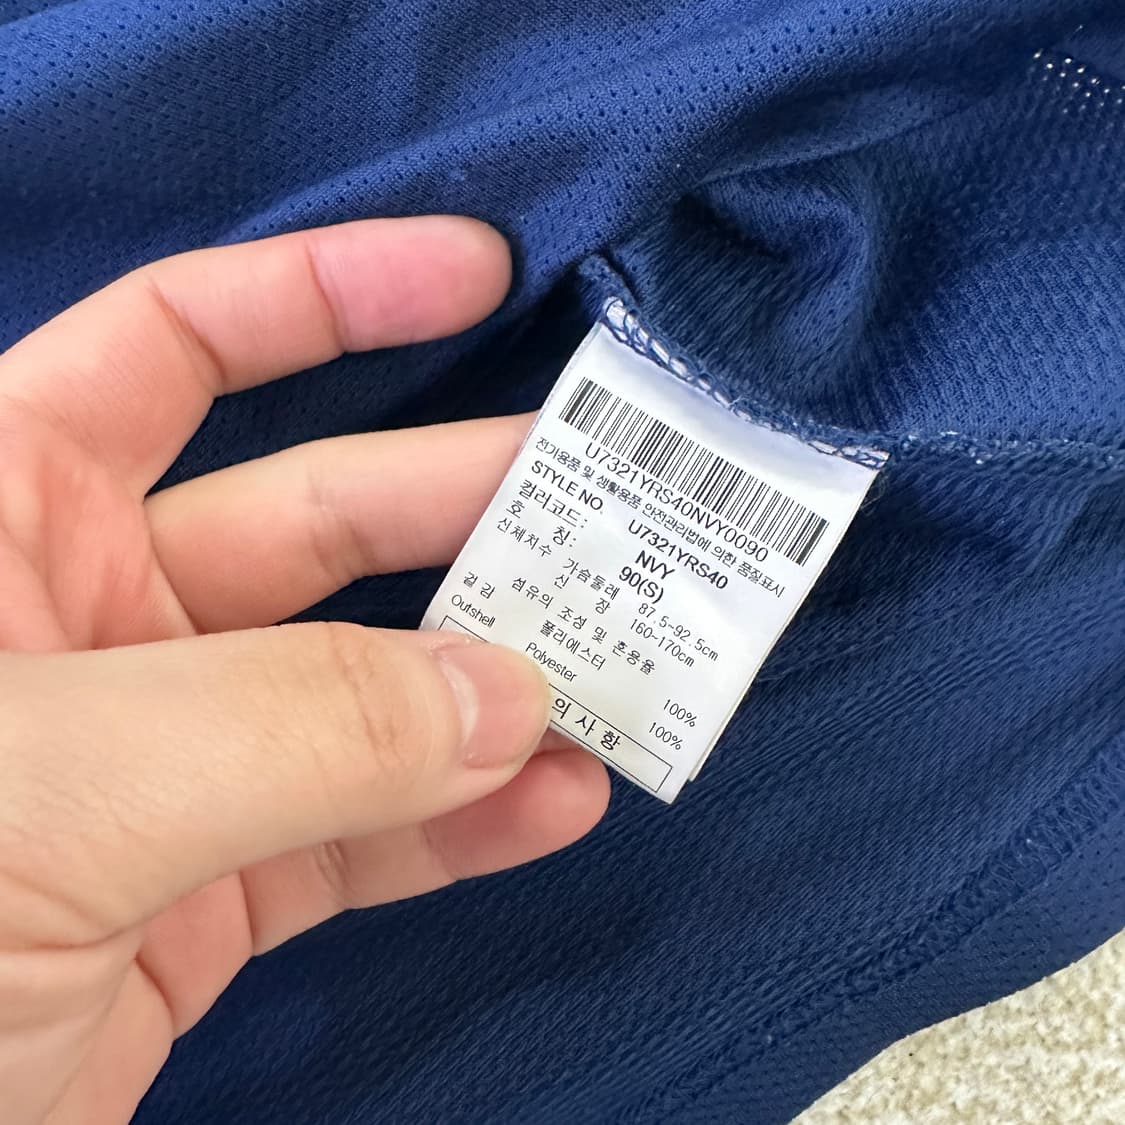 U7321YRS40NVY0090
전기용품 및 생활용품 안전관리법에 의한 품질표시
STYLE NO. U7321YRS40
컬러코드: NVY
호 칭: 90(S)
신체치수 가슴둘레 87.5~92.5cm
신 장 160~170cm
섬유의 조성 및 혼용율
겉감 폴리에스터 100%
Outshell Polyester 100%
의사항